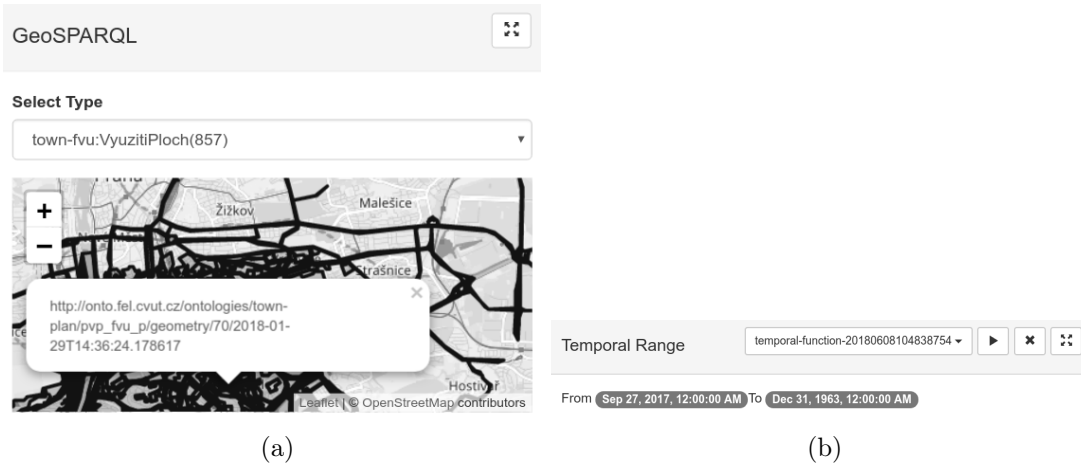 GeoSPARQL
Select Type
town-fvu:VyuzitiPloch(857)
Žižkov
Malešice
+
−
Strašnice
×
http://onto.fel.cvut.cz/ontologies/town-
plan/pvp_fvu_p/geometry/70/2018-01-
29T14:36:24.178617
Hostivař
Leaflet | © OpenStreetMap contributors
(a)
Temporal Range
temporal-function-20180608104838754
From Sep 27, 2017, 12:00:00 AM To Dec 31, 1963, 12:00:00 AM
(b)